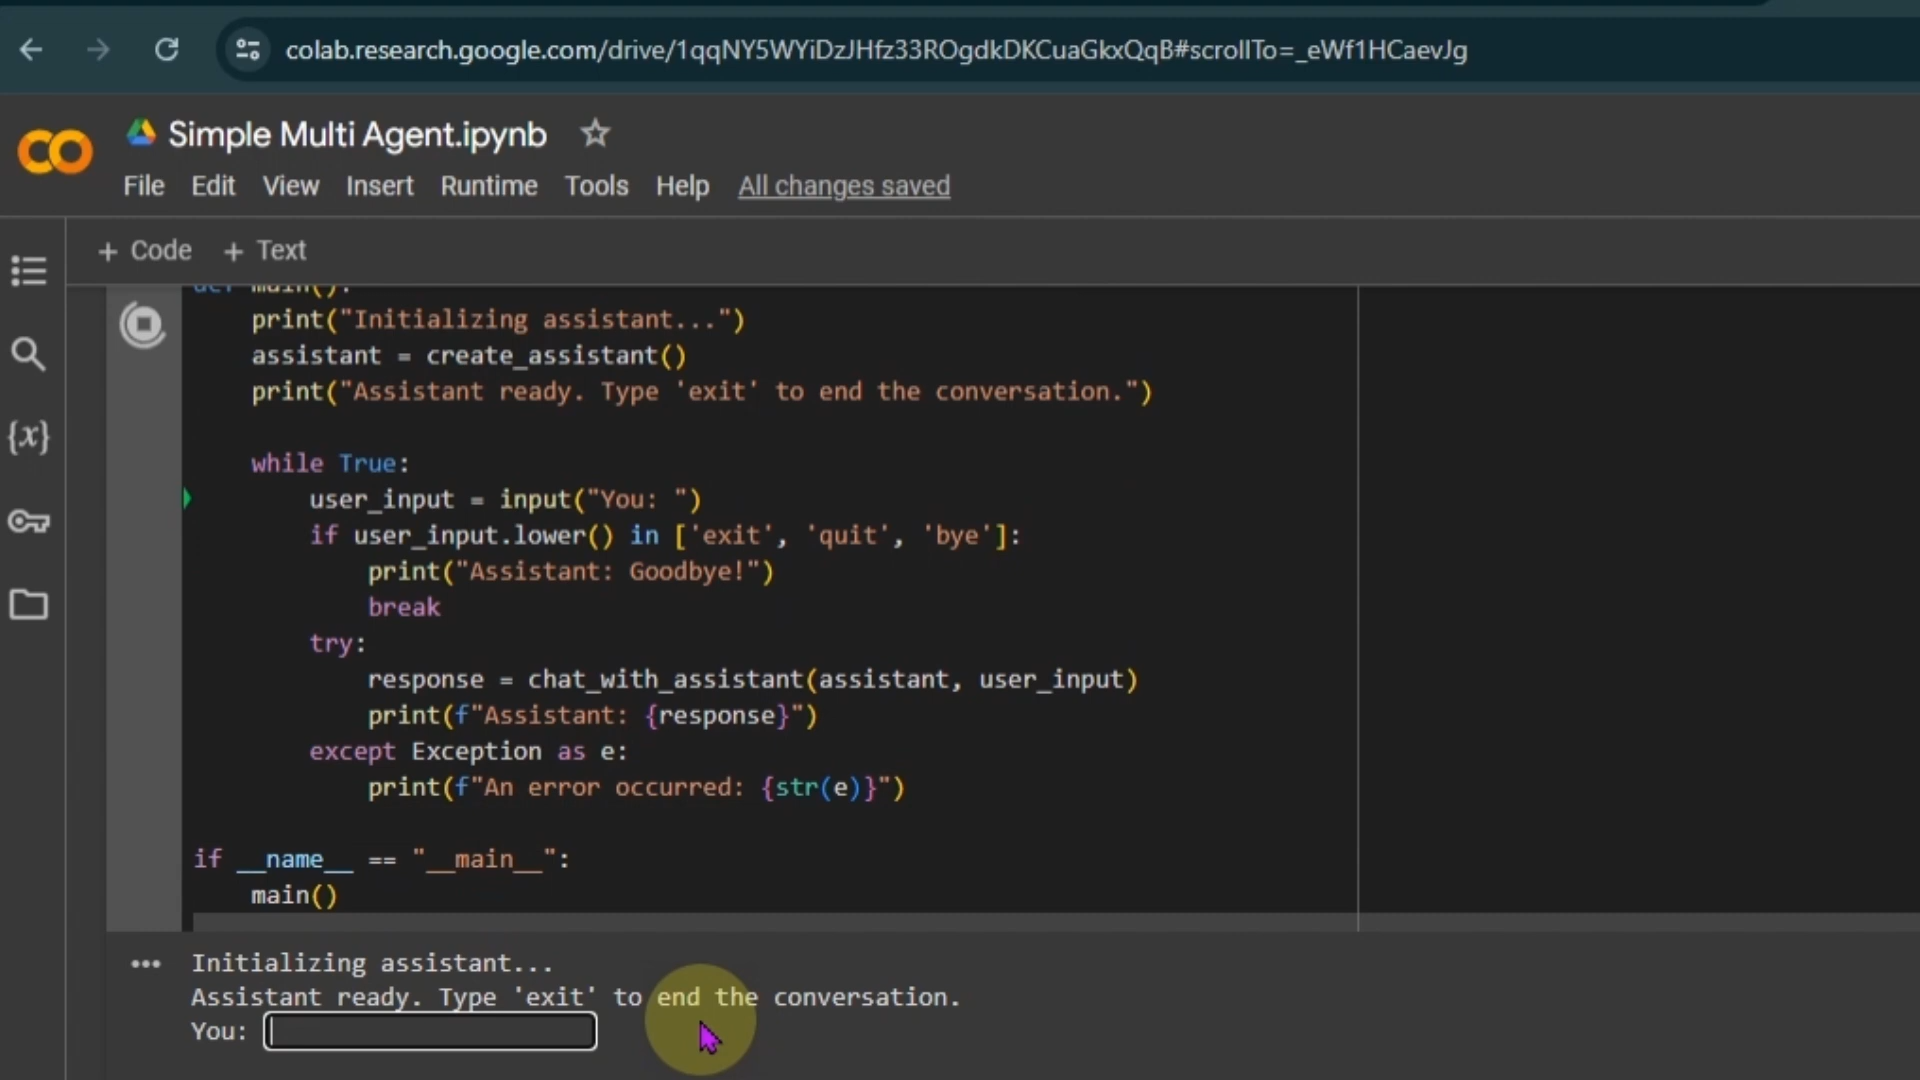 colab.research.google.com/drive/1qqNY5WYiDzJHfz33ROgdkDKCuaGkxQqB#scrollTo=_eWf1HCaevJg
Simple Multi Agent.ipynb
File Edit View Insert Runtime Tools Help All changes saved
+ Code + Text
def main():
    print("Initializing assistant...")
    assistant = create_assistant()
    print("Assistant ready. Type 'exit' to end the conversation.")
    while True:
        user_input = input("You: ")
        if user_input.lower() in ['exit', 'quit', 'bye']:
            print("Assistant: Goodbye!")
            break
        try:
            response = chat_with_assistant(assistant, user_input)
            print(f"Assistant: {response}")
        except Exception as e:
            print(f"An error occurred: {str(e)}")
if __name__ == "__main__":
    main()
Initializing assistant...
Assistant ready. Type 'exit' to end the conversation.
You: